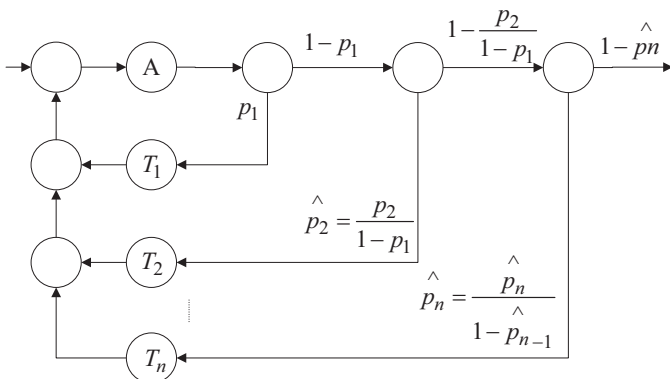 A
1 − p₁
1 − p₂/(1 − p₁)
1 − p̂n
p₁
T₁
p̂₂ = p₂/(1 − p₁)
T₂
p̂ₙ = p̂ₙ/(1 − p̂ₙ₋₁)
Tₙ